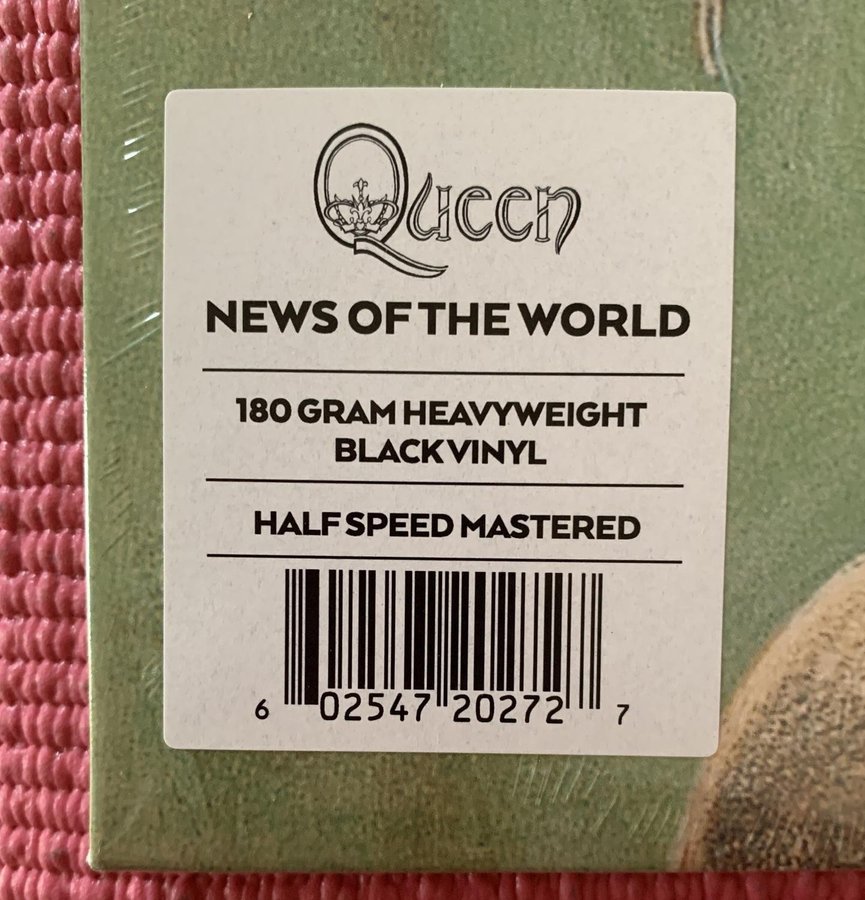 Queen
NEWS OF THE WORLD
180 GRAM HEAVYWEIGHT
BLACK VINYL
HALF SPEED MASTERED
6 02547 20272 7